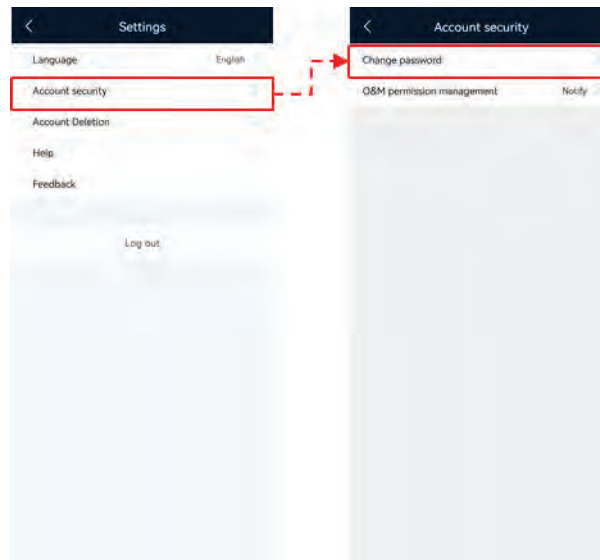 Settings
Language English
Account security
Account Deletion
Help
Feedback
Log out
Account security
Change password
O&M permission management Notify